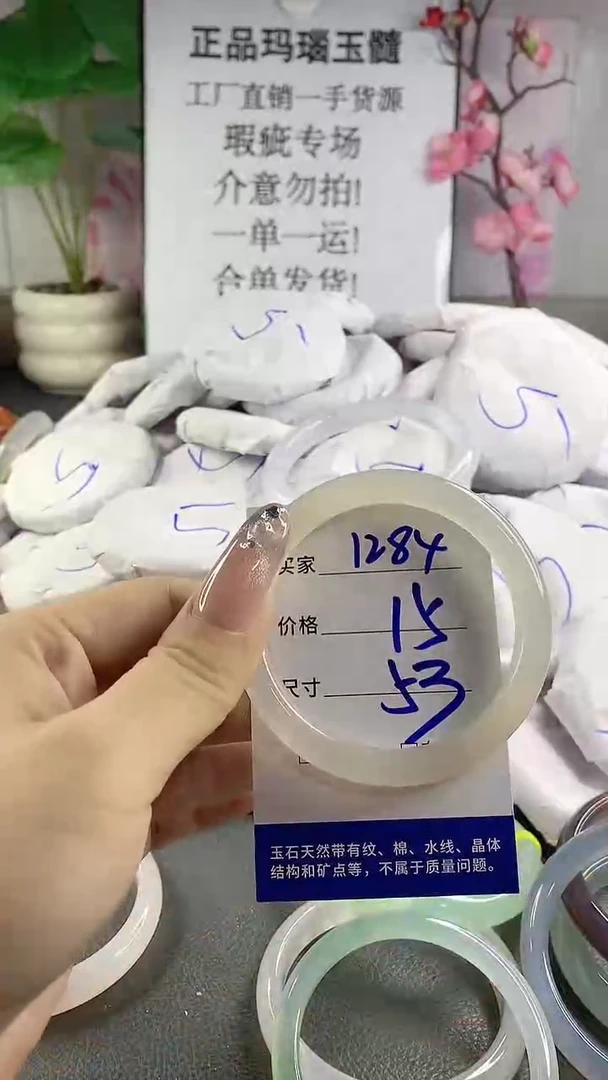 正品玛瑙玉髓
工厂直销一手货源
瑕疵专场
介意勿拍!
一单一运!
合单发货!
买家 1284
价格 15
尺寸 53
玉石天然带有纹、棉、水线、晶体
结构和矿点等，不属于质量问题。